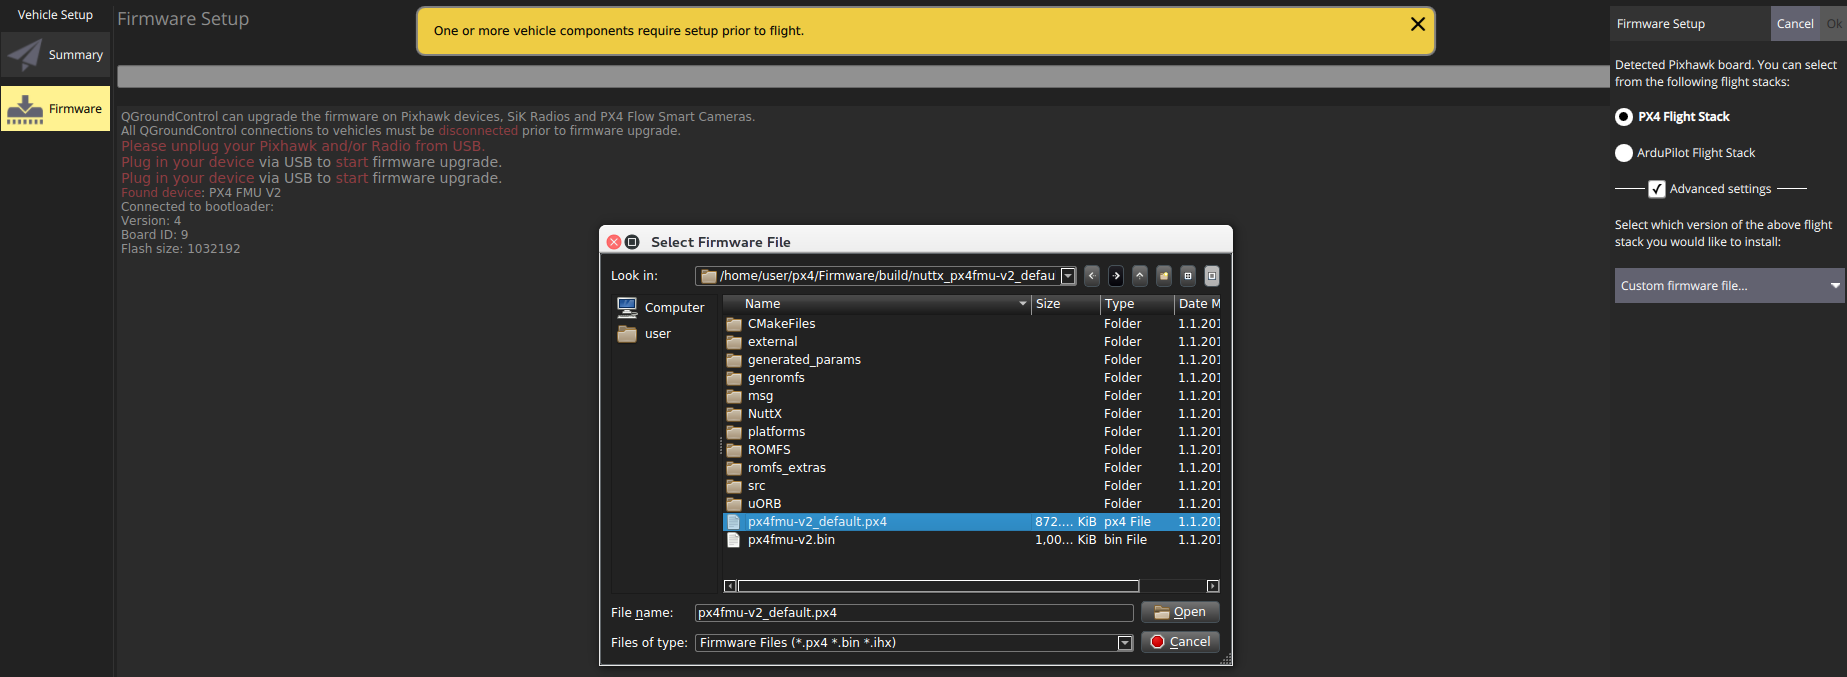 Vehicle Setup
Summary
Firmware
Firmware Setup
One or more vehicle components require setup prior to flight.
QGroundControl can upgrade the firmware on Pixhawk devices, SiK Radios and PX4 Flow Smart Cameras.
All QGroundControl connections to vehicles must be disconnected prior to firmware upgrade.
Please unplug your Pixhawk and/or Radio from USB.
Plug in your device via USB to start firmware upgrade.
Plug in your device via USB to start firmware upgrade.
Found device: PX4 FMU V2
Connected to bootloader:
Version: 4
Board ID: 9
Flash size: 1032192
Select Firmware File
Look in: /home/user/px4/Firmware/build/nuttx_px4fmu-v2_defau
Computer
user
Name Size Type Date M
CMakeFiles Folder 1.1.201
external Folder 1.1.201
generated_params Folder 1.1.201
genromfs Folder 1.1.201
msg Folder 1.1.201
NuttX Folder 1.1.201
platforms Folder 1.1.201
ROMFS Folder 1.1.201
romfs_extras Folder 1.1.201
src Folder 1.1.201
uORB Folder 1.1.201
px4fmu-v2_default.px4 872.... KiB px4 File 1.1.201
px4fmu-v2.bin 1,00... KiB bin File 1.1.201
File name: px4fmu-v2_default.px4 Open
Files of type: Firmware Files (*.px4 *.bin *.ihx) Cancel
Firmware Setup Cancel Ok
Detected Pixhawk board. You can select
from the following flight stacks:
PX4 Flight Stack
ArduPilot Flight Stack
Advanced settings
Select which version of the above flight
stack you would like to install:
Custom firmware file...